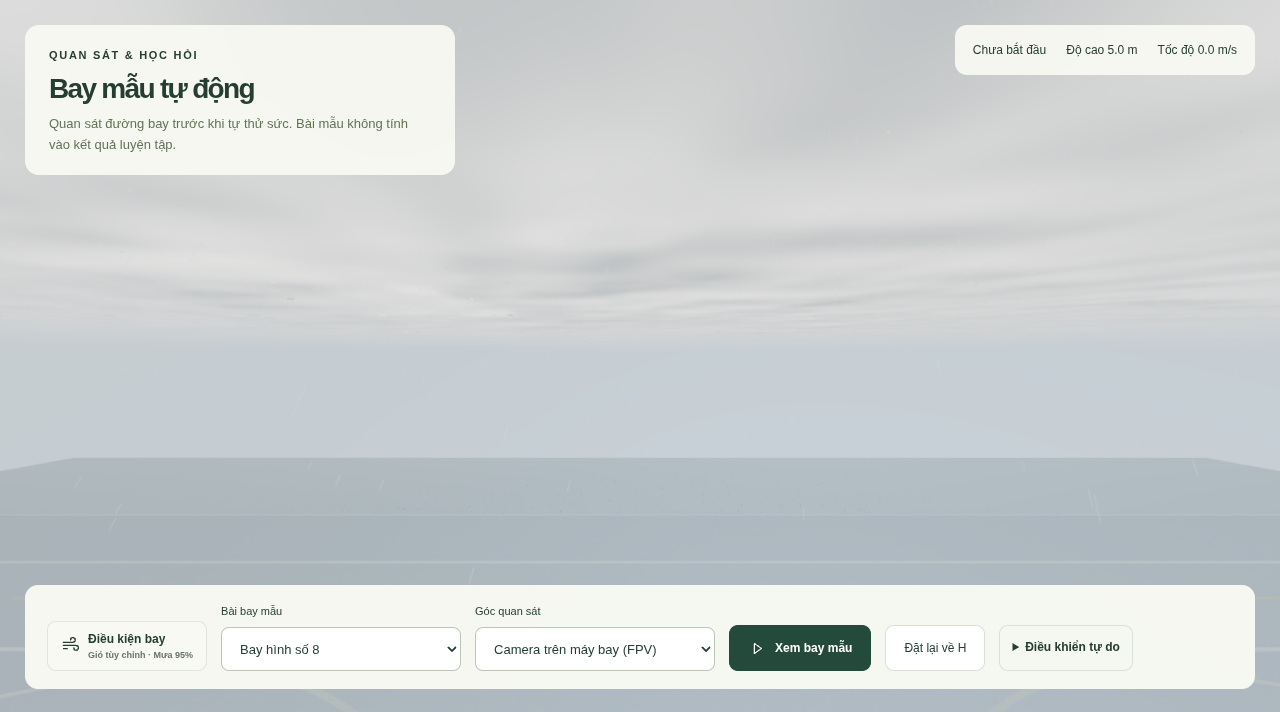 QUAN SÁT & HỌC HỎI
Bay mẫu tự động
Quan sát đường bay trước khi tự thử sức. Bài mẫu không tính
vào kết quả luyện tập.
Chưa bắt đầu Độ cao 5.0 m Tốc độ 0.0 m/s
Điều kiện bay
Gió tùy chỉnh · Mưa 95%
Bài bay mẫu
Bay hình số 8
Góc quan sát
Camera trên máy bay (FPV)
Xem bay mẫu
Đặt lại về H
Điều khiển tự do